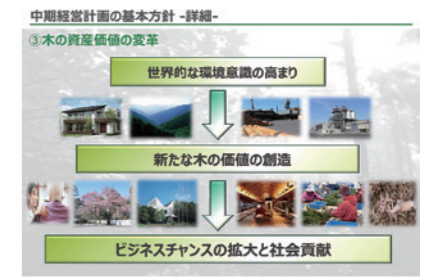 中期経営計画の基本方針 -詳細-
③木の資産価値の変革
世界的な環境意識の高まり
新たな木の価値の創造
ビジネスチャンスの拡大と社会貢献